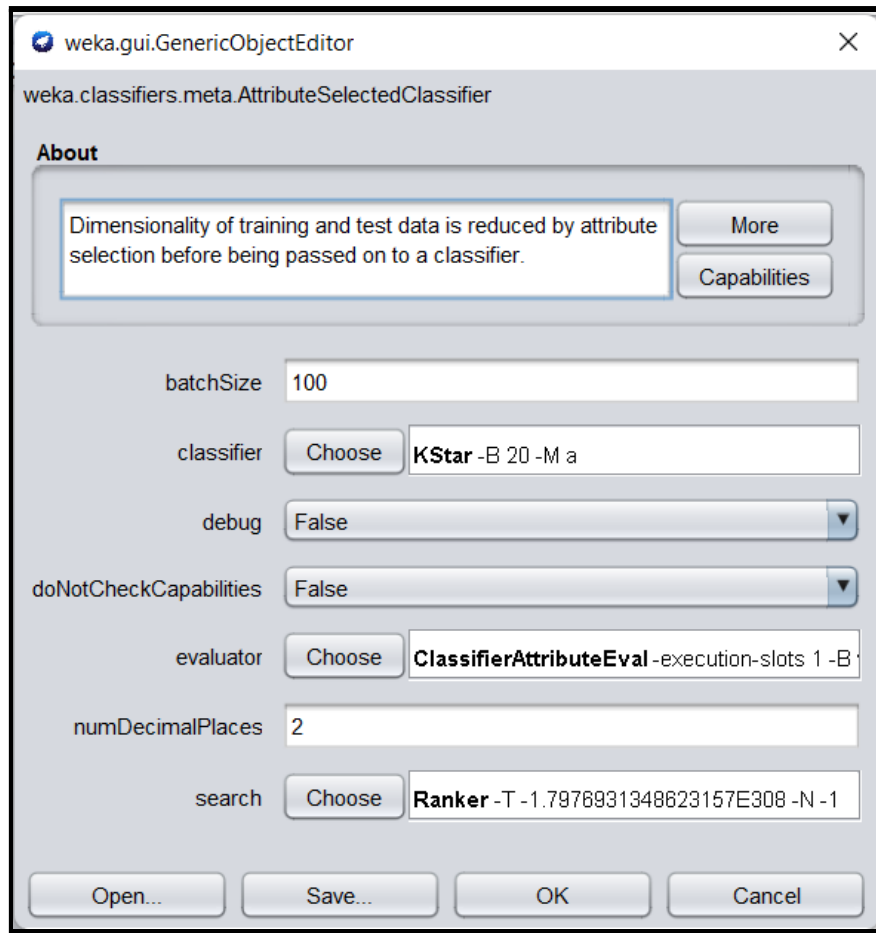 weka.gui.GenericObjectEditor
weka.classifiers.meta.AttributeSelectedClassifier
About
Dimensionality of training and test data is reduced by attribute
selection before being passed on to a classifier.
More
Capabilities
batchSize 100
classifier Choose KStar -B 20 -M a
debug False
doNotCheckCapabilities False
evaluator Choose ClassifierAttributeEval -execution-slots 1 -B
numDecimalPlaces 2
search Choose Ranker -T -1.7976931348623157E308 -N -1
Open... Save... OK Cancel